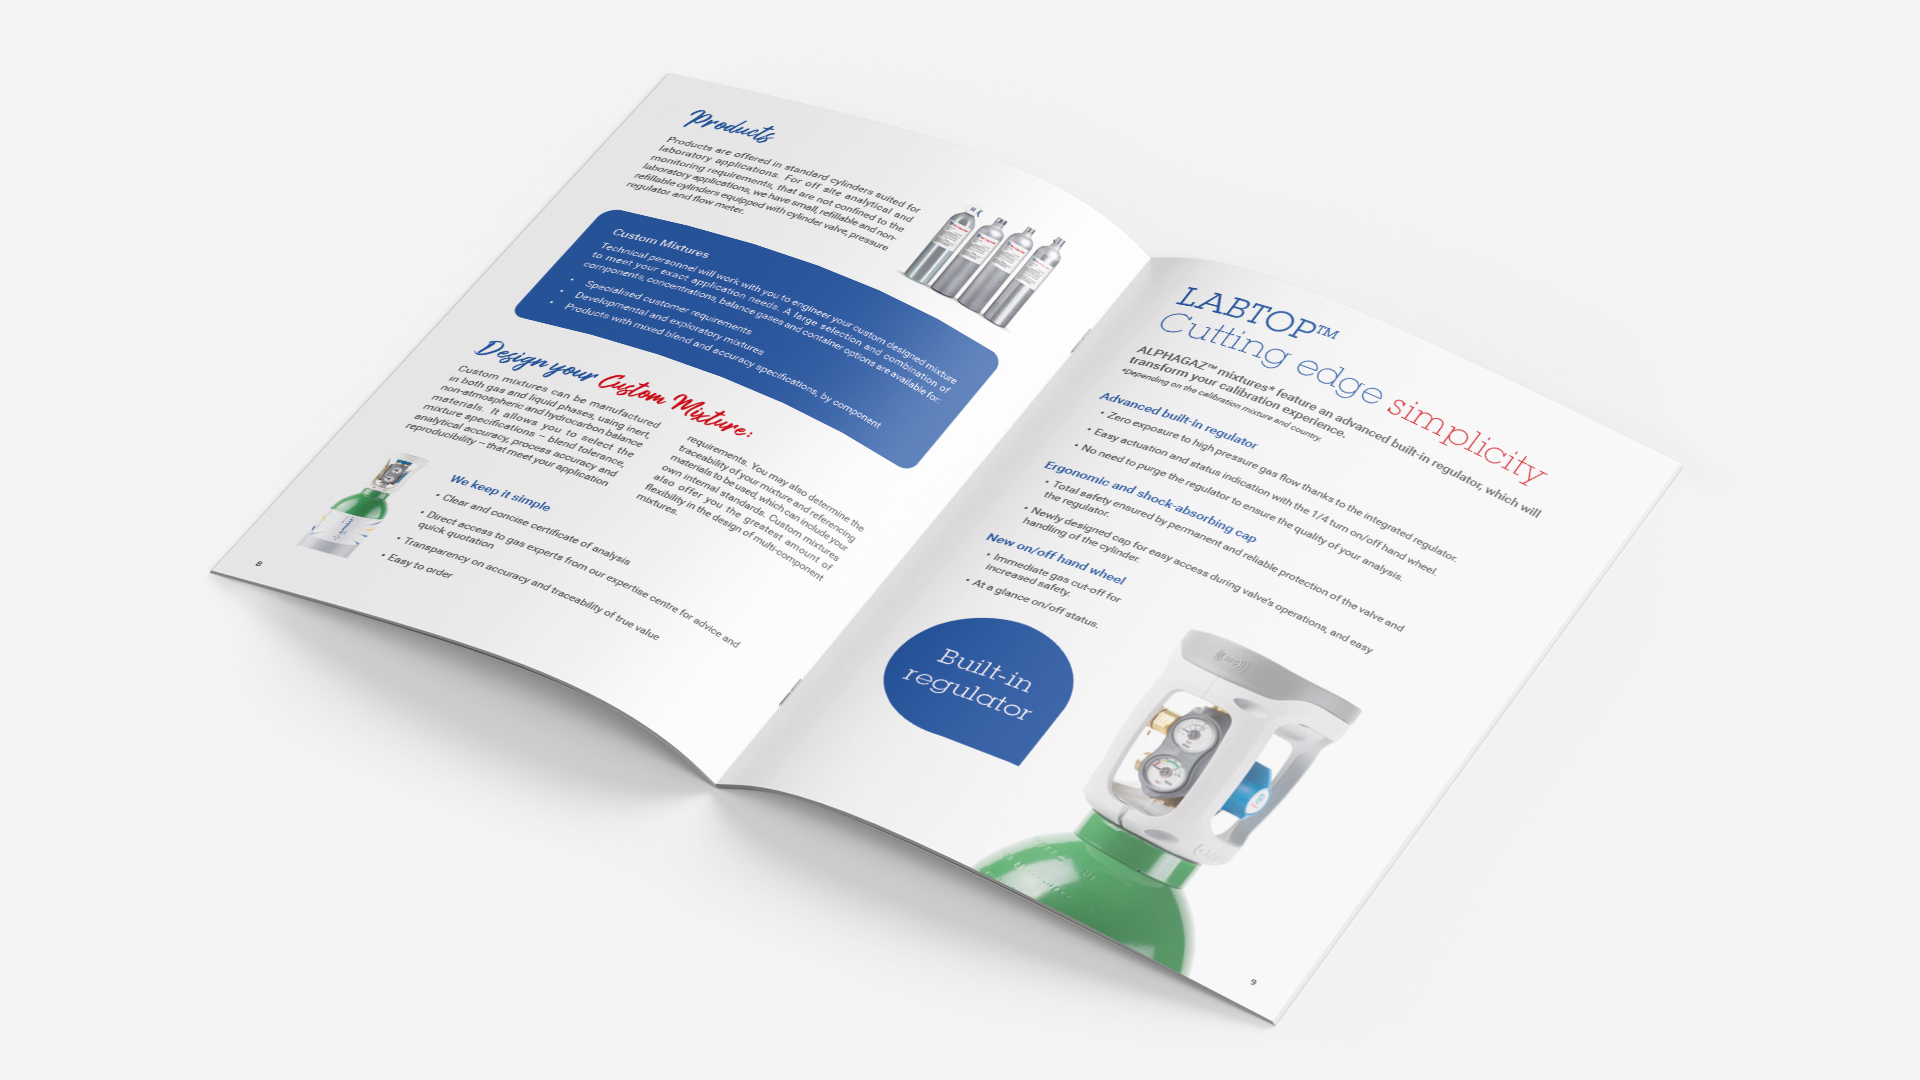 Products
Products are offered in standard cylinders suited for
laboratory applications. For off site analytical and
monitoring requirements, that are not confined to the
laboratory applications, we have small, refillable and non-
refillable cylinders equipped with cylinder valve, pressure
regulator and flow meter.
Custom Mixtures
Technical personnel will work with you to engineer your custom designed mixture
to meet your exact application needs. A large selection and combination of
components, concentrations, balance gases and container options are available for:
• Specialised customer requirements
• Developmental and exploratory mixtures
• Products with mixed blend and accuracy specifications, by component
Design your Custom Mixture:
Custom mixtures can be manufactured
in both gas and liquid phases, using inert,
non-atmospheric and hydrocarbon balance
materials. It allows you to select the
mixture specifications – blend tolerance,
analytical accuracy, process accuracy and
reproducibility – that meet your application
requirements. You may also determine the
traceability of your mixture and referencing
materials to be used, which can include your
own internal standards. Custom mixtures
also offer you the greatest amount of
flexibility in the design of multi-component
mixtures.
We keep it simple
• Clear and concise certificate of analysis
• Direct access to gas experts from our expertise centre for advice and
quick quotation
• Transparency on accuracy and traceability of true value
• Easy to order
8
LABTOP™
Cutting edge simplicity
ALPHAGAZ™ mixtures* feature an advanced built-in regulator, which will
transform your calibration experience.
*Depending on the calibration mixture and country.
Advanced built-in regulator
• Zero exposure to high pressure gas flow thanks to the integrated regulator.
• Easy actuation and status indication with the 1/4 turn on/off hand wheel.
• No need to purge the regulator to ensure the quality of your analysis.
Ergonomic and shock-absorbing cap
• Total safety ensured by permanent and reliable protection of the valve and
the regulator.
• Newly designed cap for easy access during valve's operations, and easy
handling of the cylinder.
New on/off hand wheel
• Immediate gas cut-off for
increased safety.
• At a glance on/off status.
Built-in
regulator
9